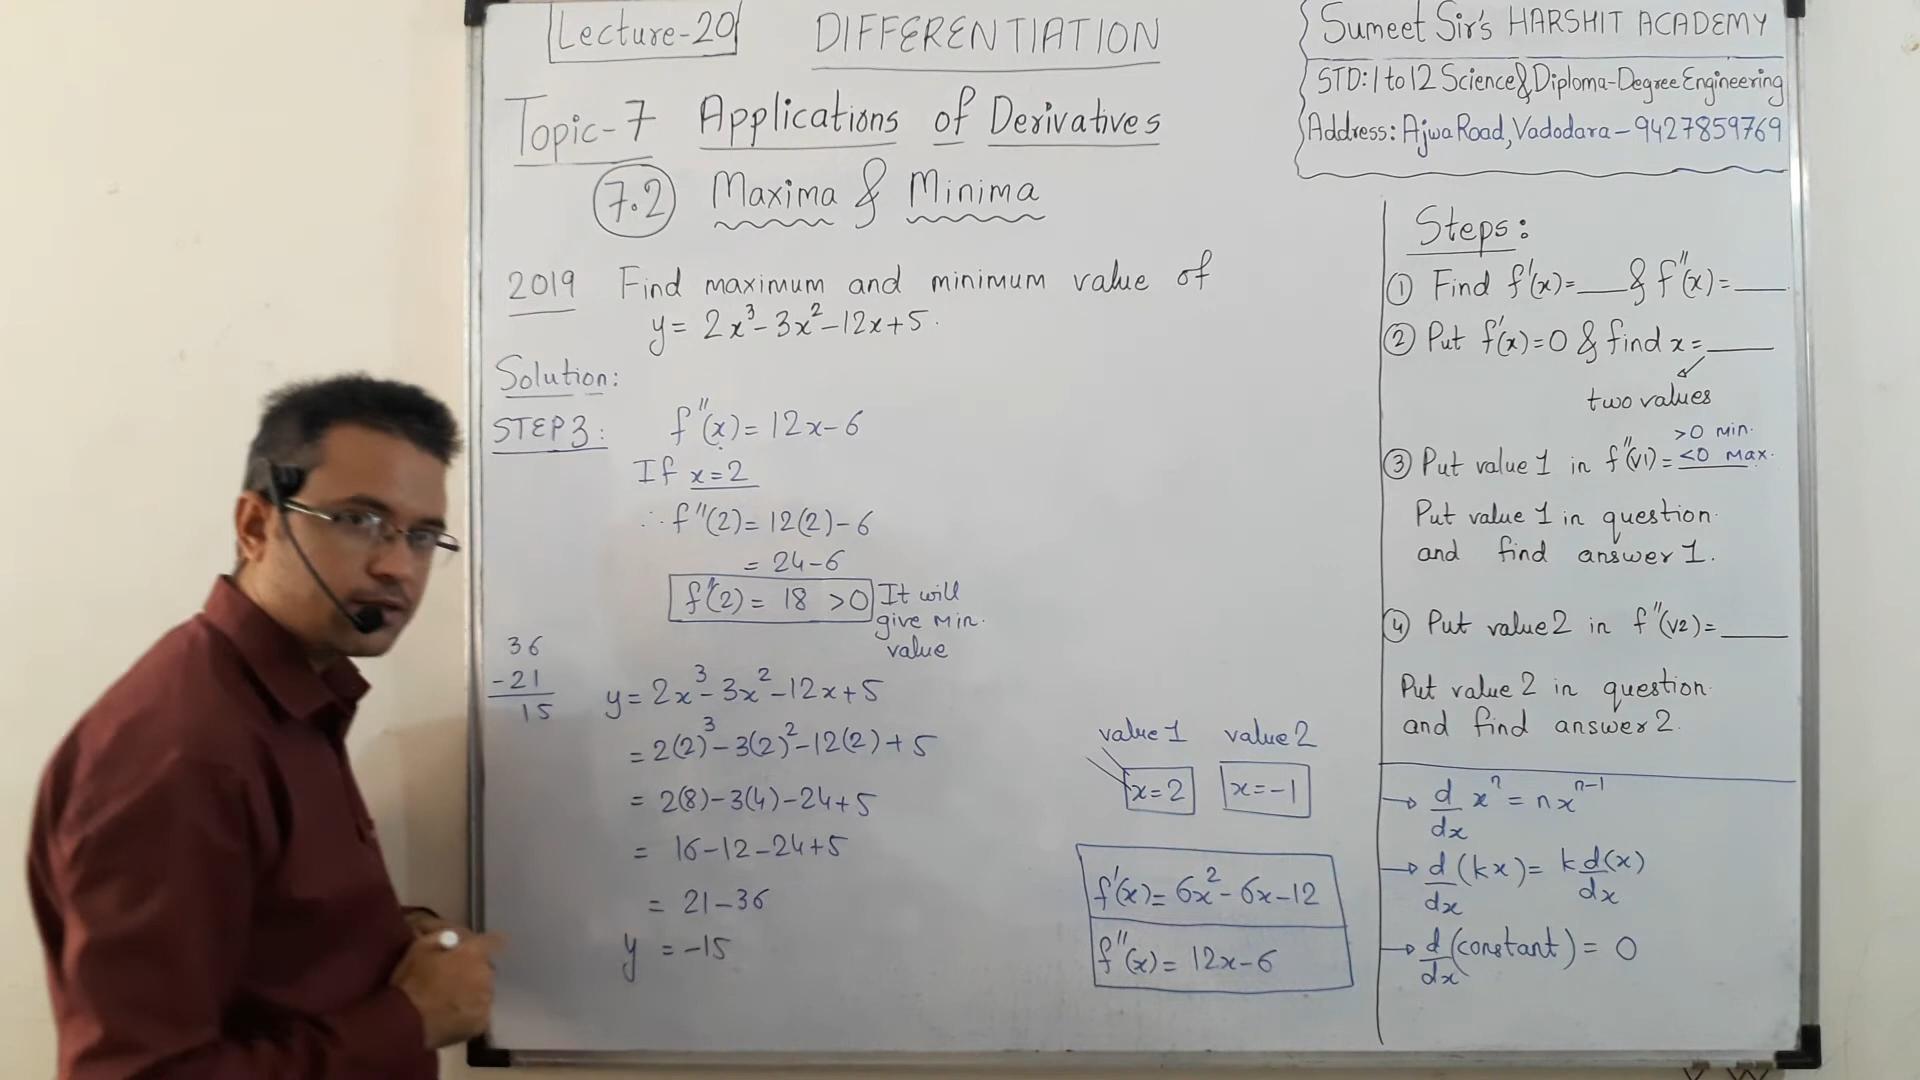 Lecture-20 DIFFERENTIATION
Topic-7 Applications of Derivatives
7.2 Maxima & Minima
2019 Find maximum and minimum value of
y = 2x³-3x²-12x+5.
Solution:
STEP 3: f''(x) = 12x-6
If x=2
∴ f''(2) = 12(2)-6
= 24-6
f''(2) = 18 >0 It will
give Min.
value
36
-21
15
y = 2x³-3x²-12x+5
= 2(2)³-3(2)²-12(2)+5
= 2(8)-3(4)-24+5
= 16-12-24+5
= 21-36
y = -15
value 1 value 2
x=2 x=-1
f'(x) = 6x²-6x-12
f''(x) = 12x-6
Sumeet Sir's HARSHIT ACADEMY
STD: 1 to 12 Science & Diploma-Degree Engineering
Address: Ajwa Road, Vadodara - 9427859769
Steps:
① Find f'(x)=___ & f''(x)=___
② Put f'(x)=0 & find x=___
two values
>0 Min.
③ Put value 1 in f''(v1) = <0 Max.
Put value 1 in question
and find answer 1.
④ Put value 2 in f''(v2)=___
Put value 2 in question
and find answer 2.
→ d/dx xⁿ = nxⁿ⁻¹
→ d/dx (kx) = k d(x)/dx
→ d/dx (constant) = 0